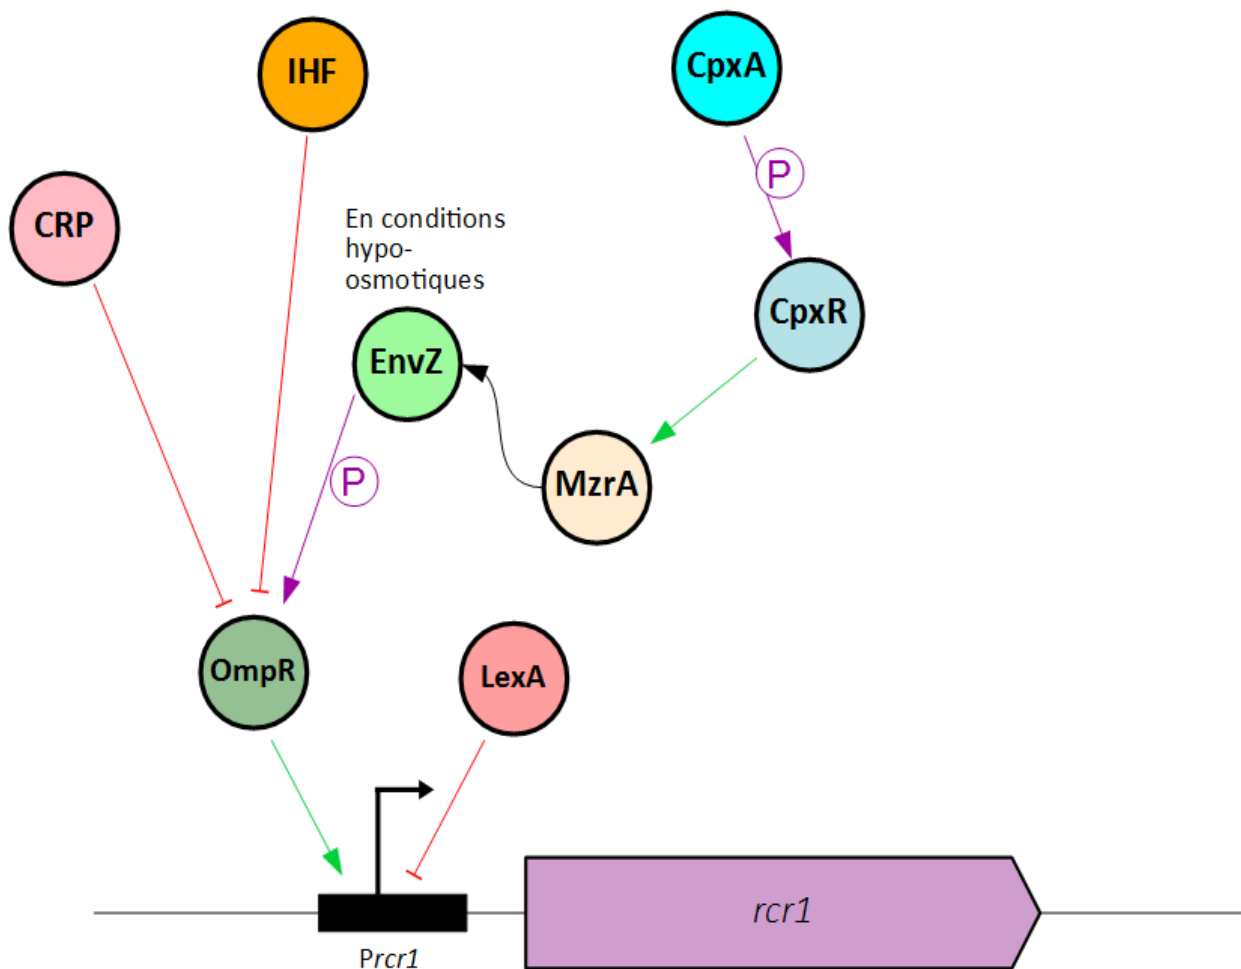 IHF
CpxA
P
CRP
En conditions
hypo-
osmotiques
CpxR
EnvZ
P
MzrA
OmpR
LexA
rcr1
Prcr1